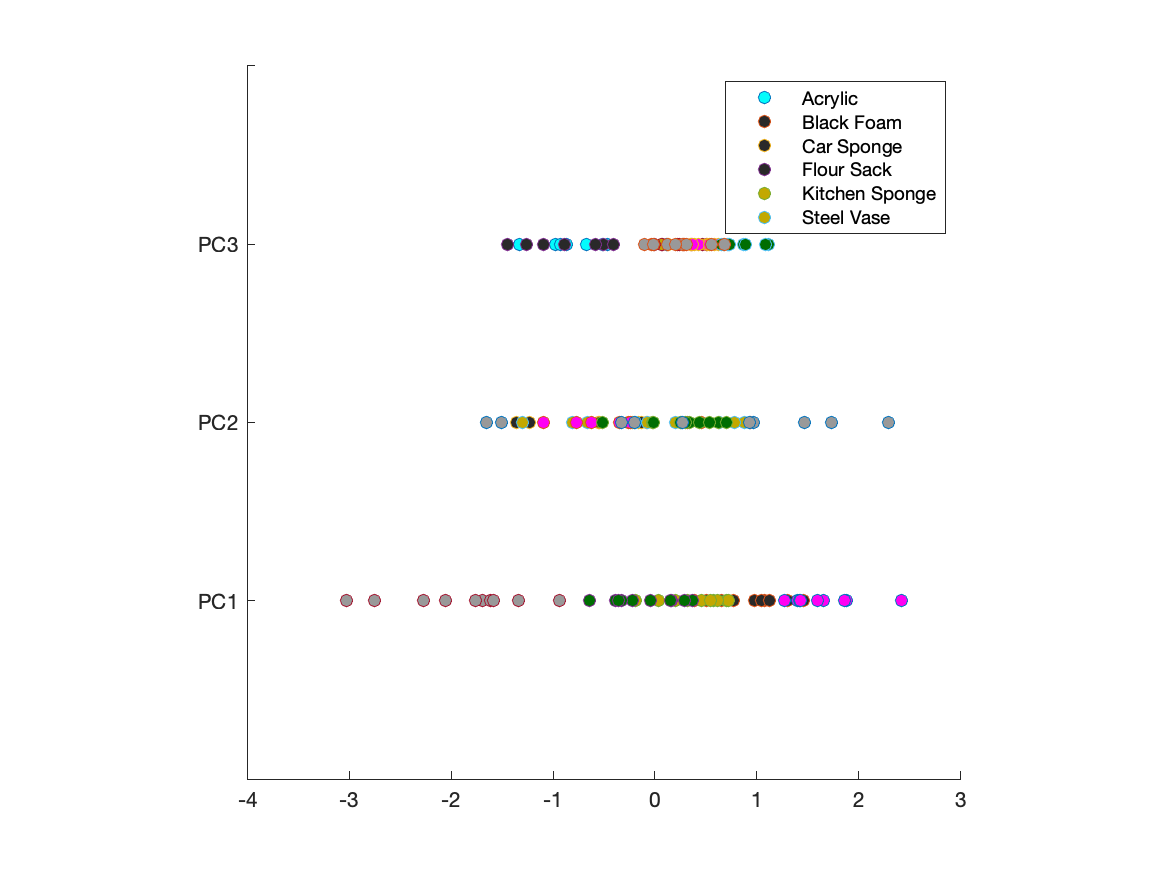 Acrylic
Black Foam
Car Sponge
Flour Sack
Kitchen Sponge
Steel Vase
PC3
PC2
PC1
-4 -3 -2 -1 0 1 2 3